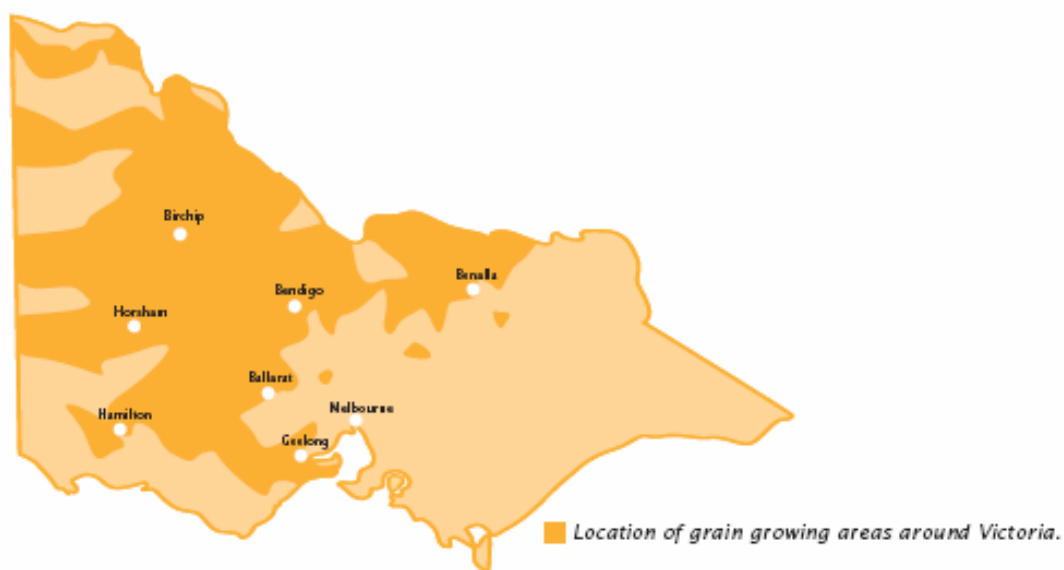 Birchip
Benalla
Bendigo
Horsham
Ballarat
Melbourne
Hamilton
Geelong
Location of grain growing areas around Victoria.